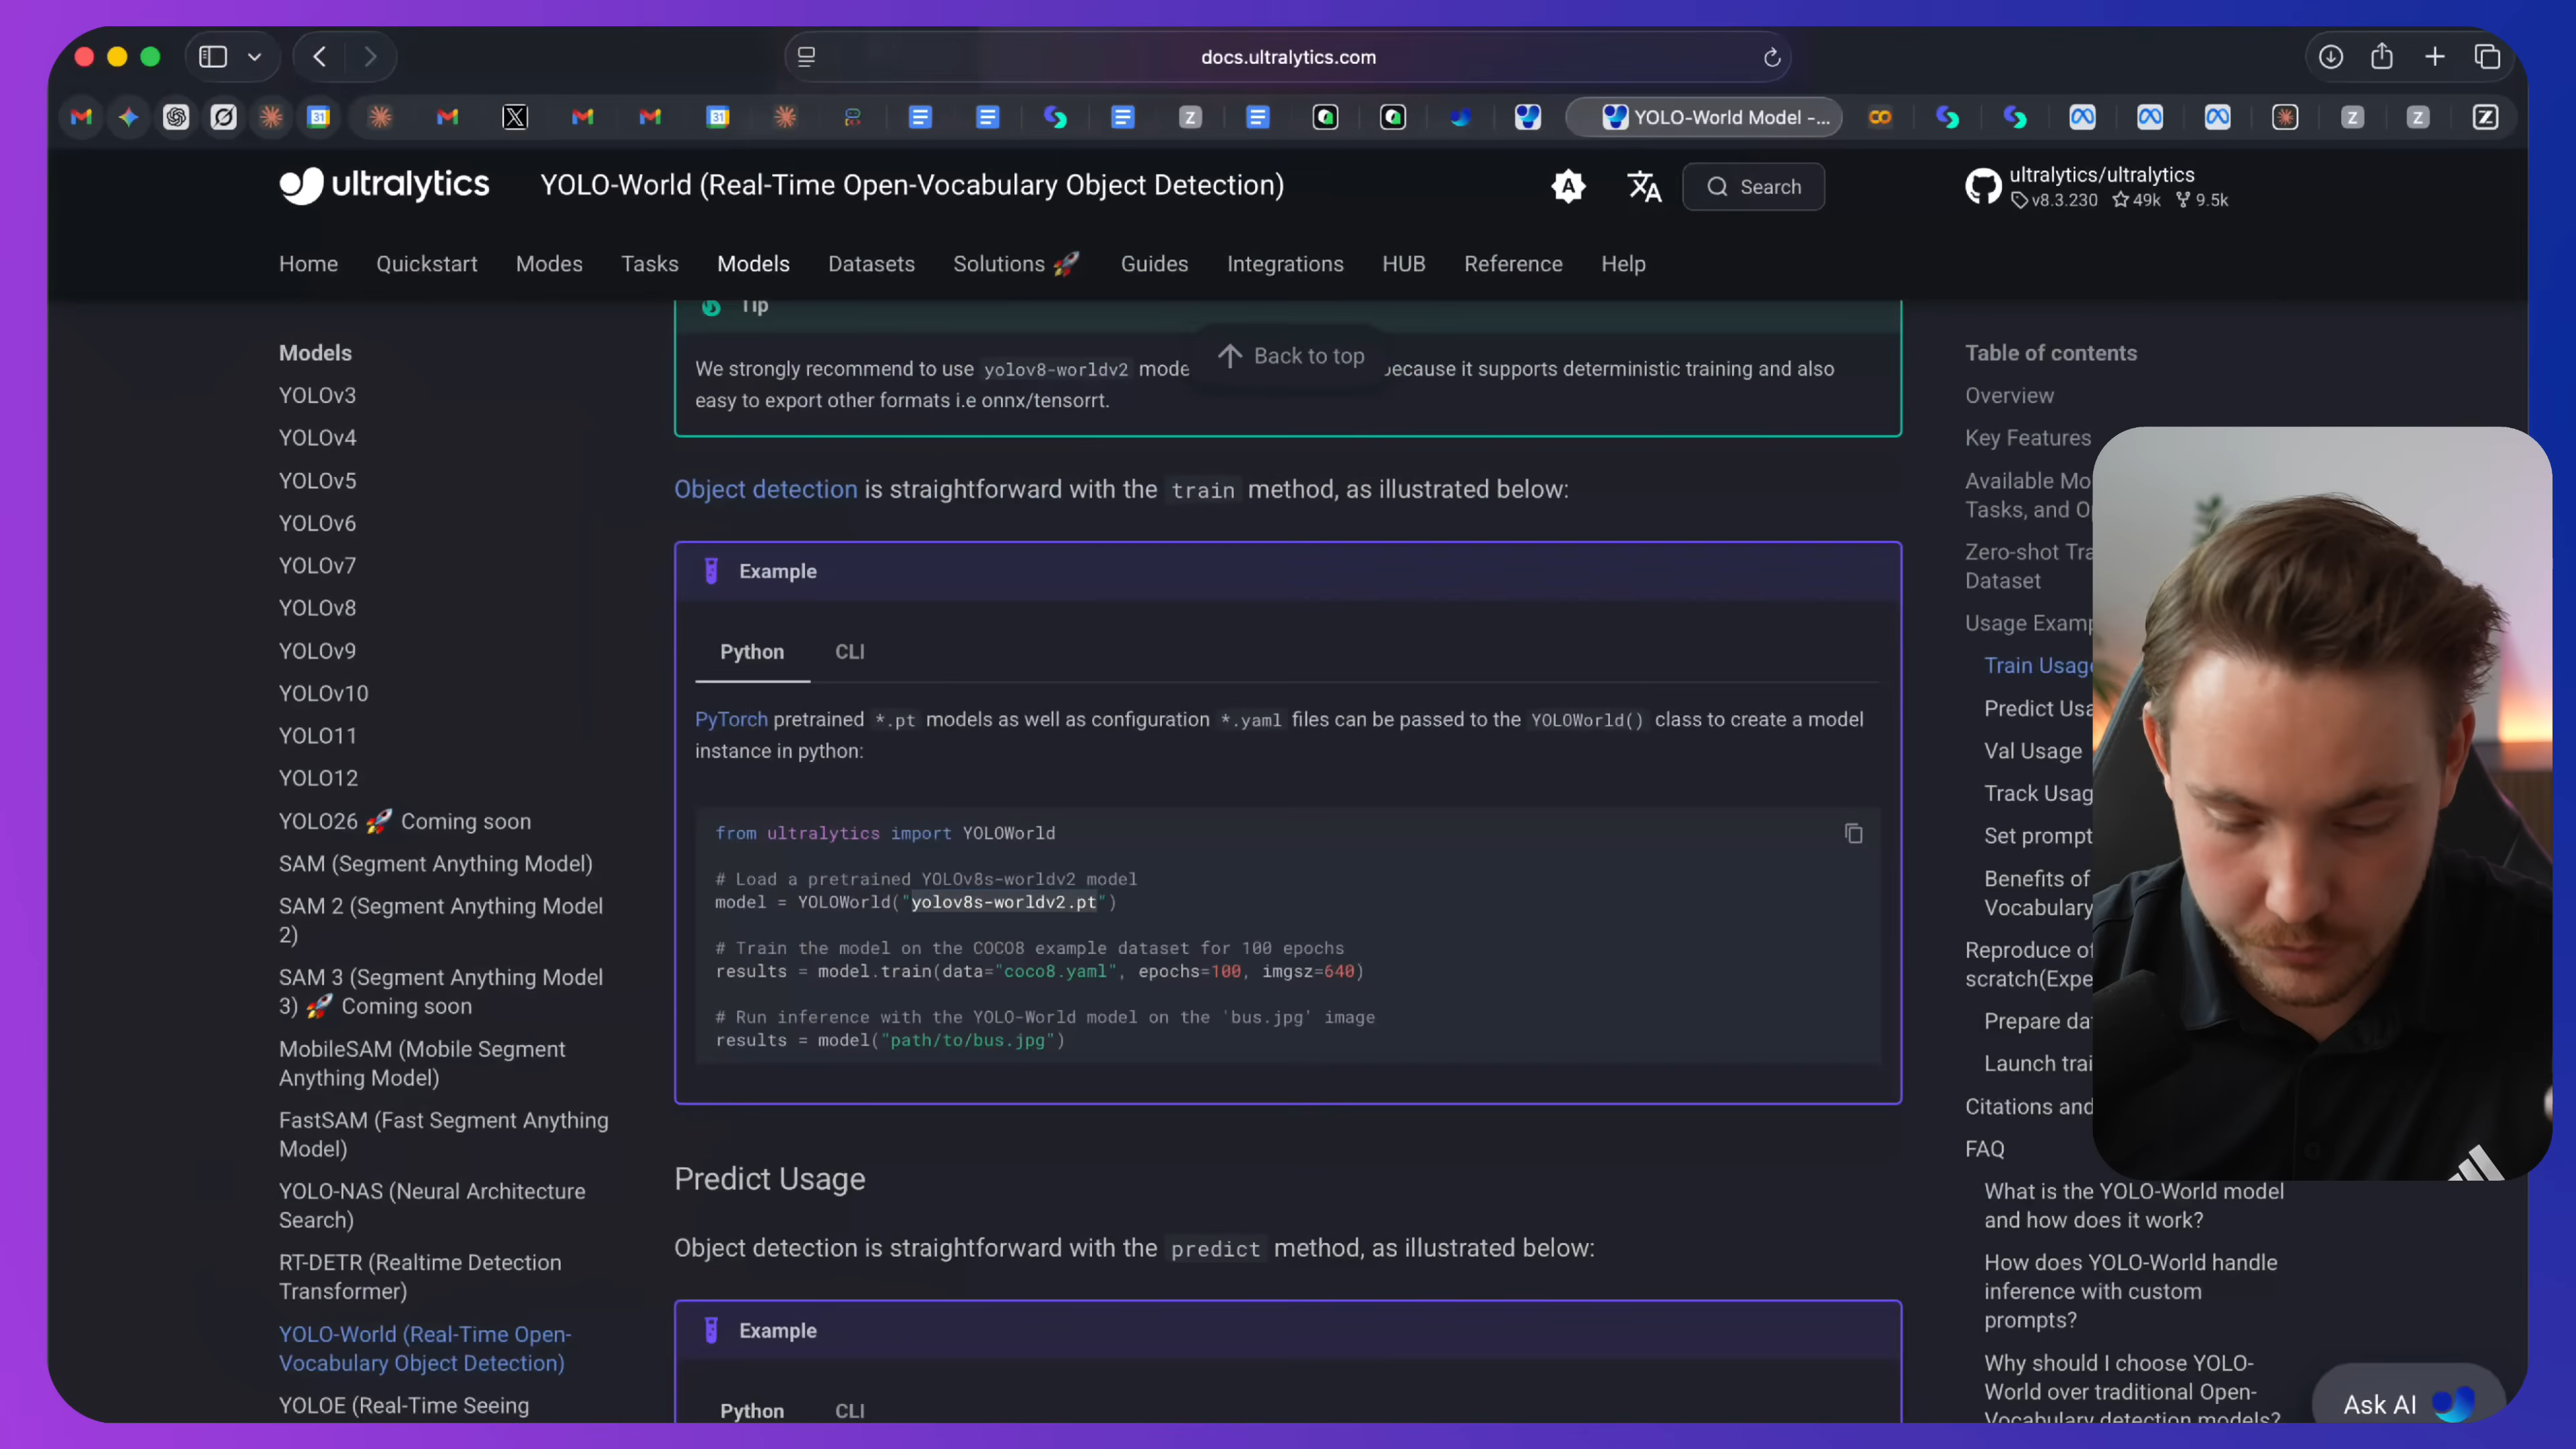 docs.ultralytics.com
YOLO-World Model -...
ultralytics
YOLO-World (Real-Time Open-Vocabulary Object Detection)
Search
ultralytics/ultralytics
v8.3.230 49k 9.5k
Home Quickstart Modes Tasks Models Datasets Solutions 🚀 Guides Integrations HUB Reference Help
Models
YOLOv3
YOLOv4
YOLOv5
YOLOv6
YOLOv7
YOLOv8
YOLOv9
YOLOv10
YOLO11
YOLO12
YOLO26 🚀 Coming soon
SAM (Segment Anything Model)
SAM 2 (Segment Anything Model
2)
SAM 3 (Segment Anything Model
3) 🚀 Coming soon
MobileSAM (Mobile Segment
Anything Model)
FastSAM (Fast Segment Anything
Model)
YOLO-NAS (Neural Architecture
Search)
RT-DETR (Realtime Detection
Transformer)
YOLO-World (Real-Time Open-
Vocabulary Object Detection)
YOLOE (Real-Time Seeing
Tip
Back to top
We strongly recommend to use yolov8-worldv2 mode because it supports deterministic training and also
easy to export other formats i.e onnx/tensorrt.
Object detection is straightforward with the train method, as illustrated below:
Example
Python CLI
PyTorch pretrained *.pt models as well as configuration *.yaml files can be passed to the YOLOWorld() class to create a model
instance in python:
from ultralytics import YOLOWorld
# Load a pretrained YOLOv8s-worldv2 model
model = YOLOWorld("yolov8s-worldv2.pt")
# Train the model on the COCO8 example dataset for 100 epochs
results = model.train(data="coco8.yaml", epochs=100, imgsz=640)
# Run inference with the YOLO-World model on the 'bus.jpg' image
results = model("path/to/bus.jpg")
Predict Usage
Object detection is straightforward with the predict method, as illustrated below:
Example
Python CLI
Table of contents
Overview
Key Features
Available Mo
Tasks, and O
Zero-shot Tra
Dataset
Usage Examp
Train Usage
Predict Usa
Val Usage
Track Usag
Set prompt
Benefits of
Vocabulary
Reproduce of
scratch(Expe
Prepare da
Launch trai
Citations and
FAQ
What is the YOLO-World model
and how does it work?
How does YOLO-World handle
inference with custom
prompts?
Why should I choose YOLO-
World over traditional Open-
Vocabulary detection models?
Ask AI